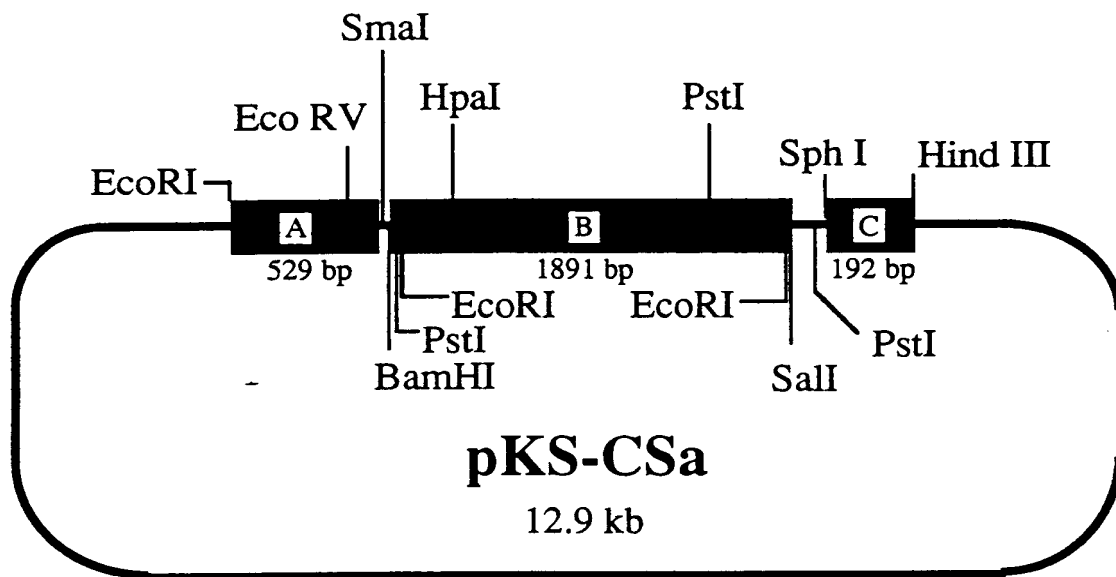 SmaI
HpaI
PstI
Eco RV
Sph I
Hind III
EcoRI
A
B
C
529 bp
1891 bp
192 bp
EcoRI
EcoRI
PstI
PstI
BamHI
SalI
pKS-CSa
12.9 kb